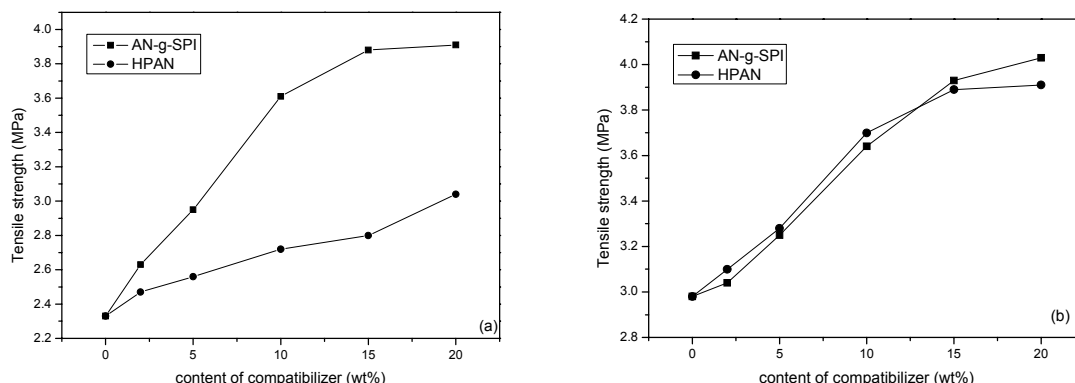 4.0
3.8
3.6
3.4
3.2
3.0
2.8
2.6
2.4
2.2
Tensile strength (MPa)
AN-g-SPI
HPAN
(a)
0 5 10 15 20
content of compatibilizer (wt%)
4.2
4.0
3.8
3.6
3.4
3.2
3.0
2.8
Tensile strength (MPa)
AN-g-SPI
HPAN
(b)
0 5 10 15 20
content of compatibilizer (wt%)